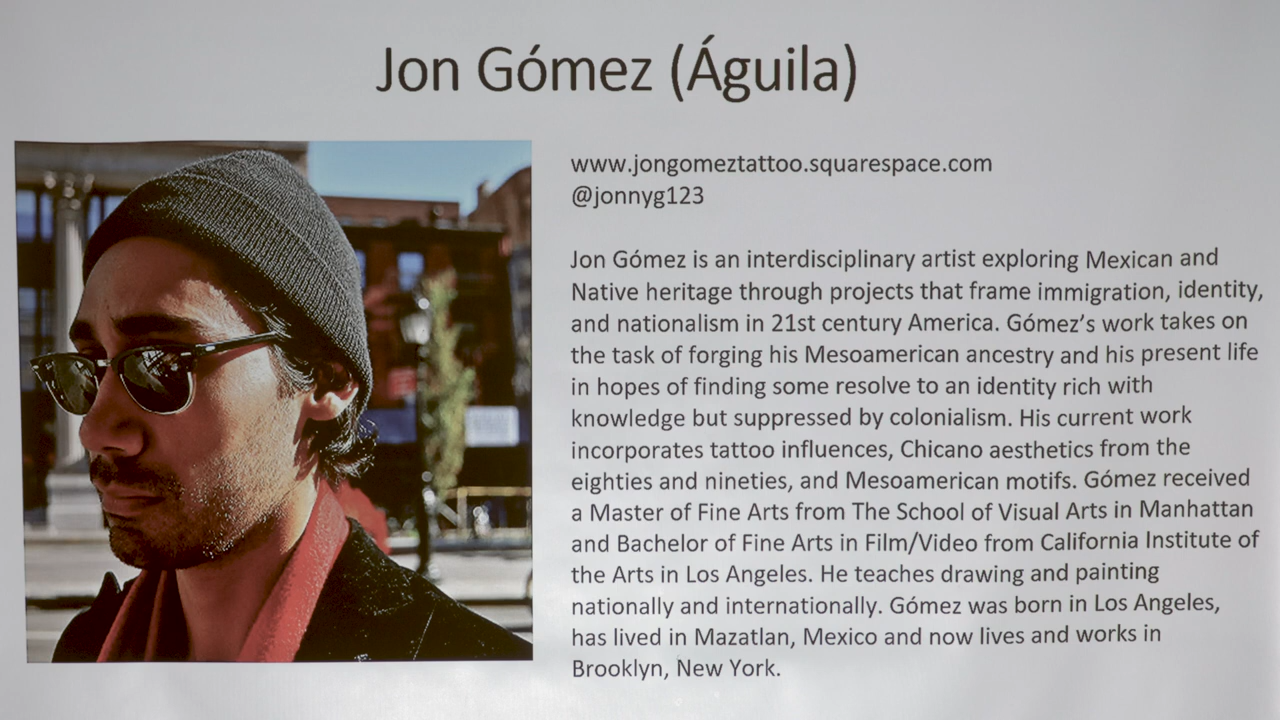 Jon Gómez (Águila)
www.jongomeztattoo.squarespace.com
@jonnyg123
Jon Gómez is an interdisciplinary artist exploring Mexican and
Native heritage through projects that frame immigration, identity,
and nationalism in 21st century America. Gómez’s work takes on
the task of forging his Mesoamerican ancestry and his present life
in hopes of finding some resolve to an identity rich with
knowledge but suppressed by colonialism. His current work
incorporates tattoo influences, Chicano aesthetics from the
eighties and nineties, and Mesoamerican motifs. Gómez received
a Master of Fine Arts from The School of Visual Arts in Manhattan
and Bachelor of Fine Arts in Film/Video from California Institute of
the Arts in Los Angeles. He teaches drawing and painting
nationally and internationally. Gómez was born in Los Angeles,
has lived in Mazatlan, Mexico and now lives and works in
Brooklyn, New York.